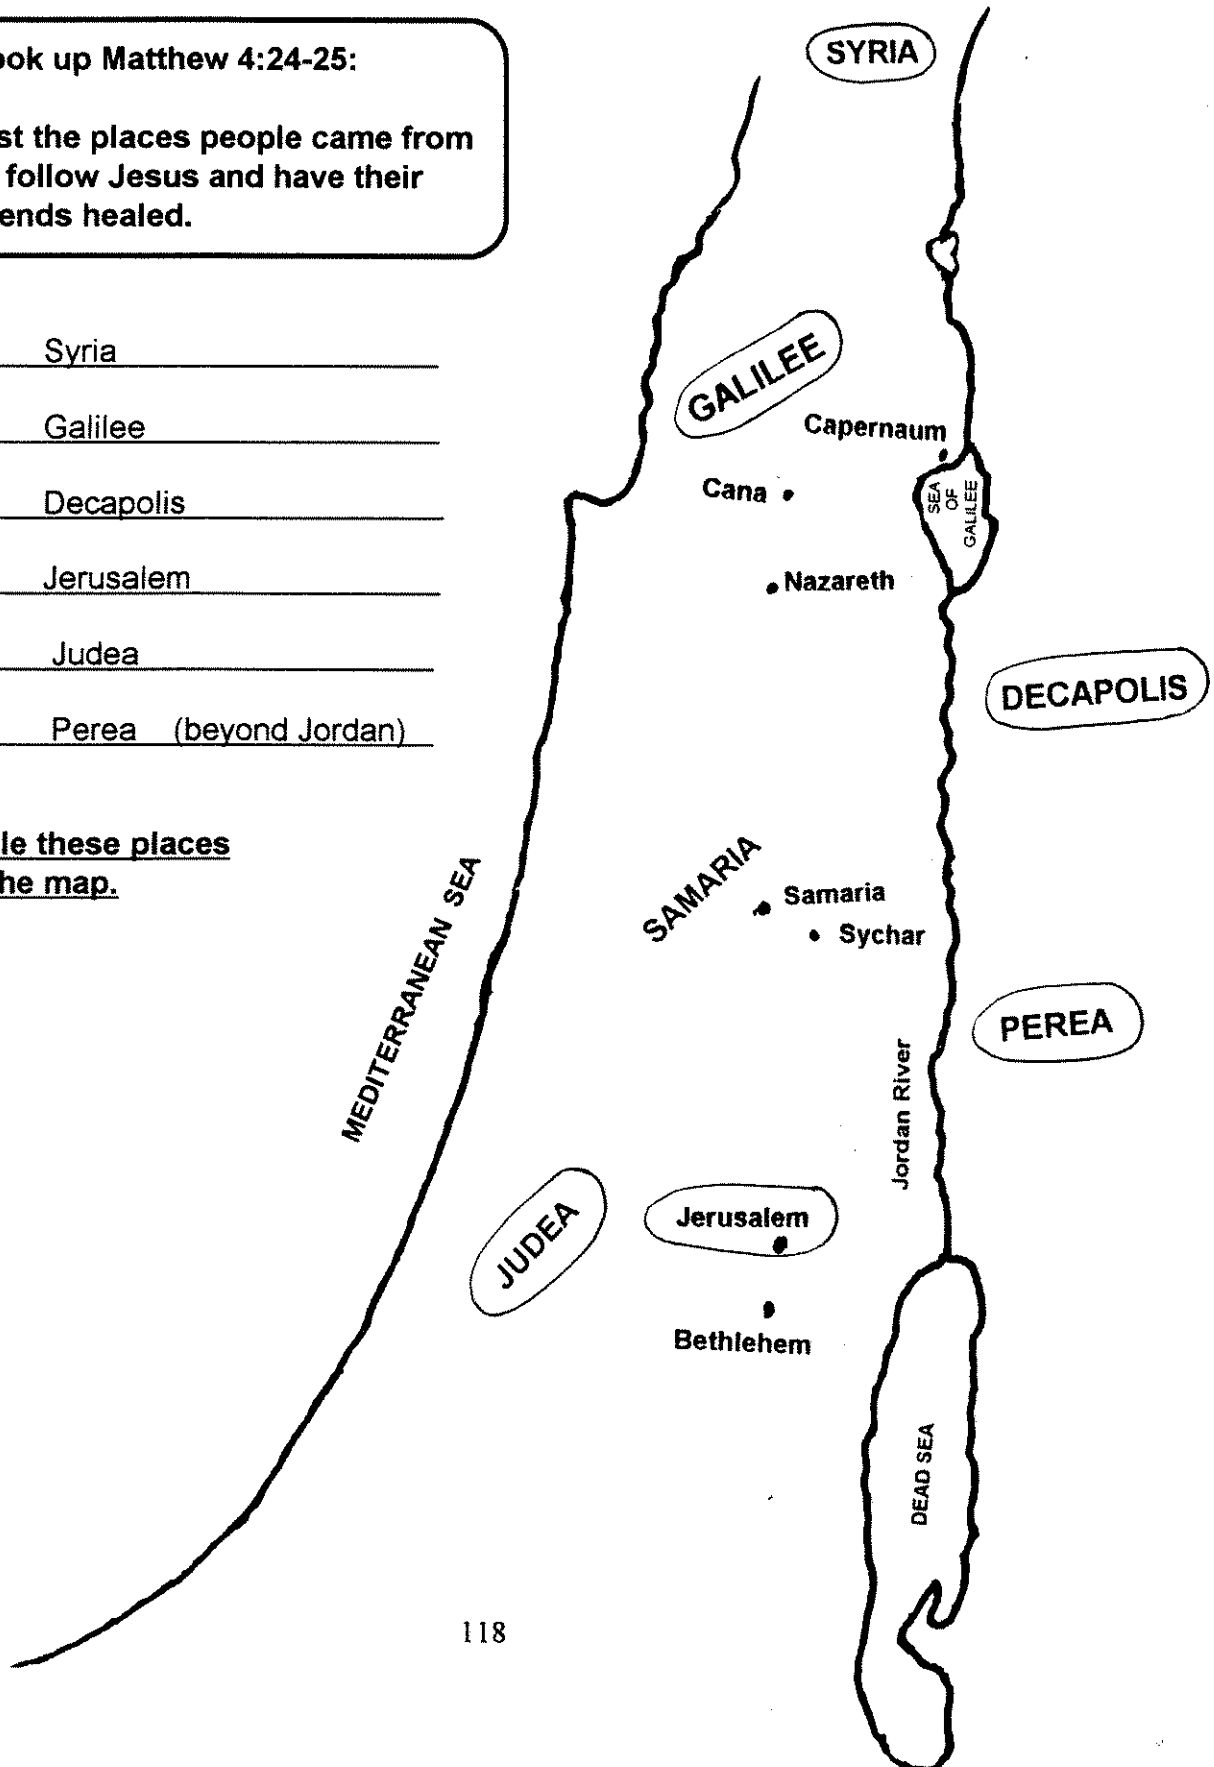 ook up Matthew 4:24-25:
st the places people came from
follow Jesus and have their
ends healed.
Syria
Galilee
Decapolis
Jerusalem
Judea
Perea (beyond Jordan)
le these places
he map.
SYRIA
GALILEE
Capernaum
Cana
SEA
OF
GALILEE
Nazareth
DECAPOLIS
MEDITERRANEAN SEA
SAMARIA
Samaria
Sychar
PEREA
Jordan River
JUDEA
Jerusalem
Bethlehem
DEAD SEA
118